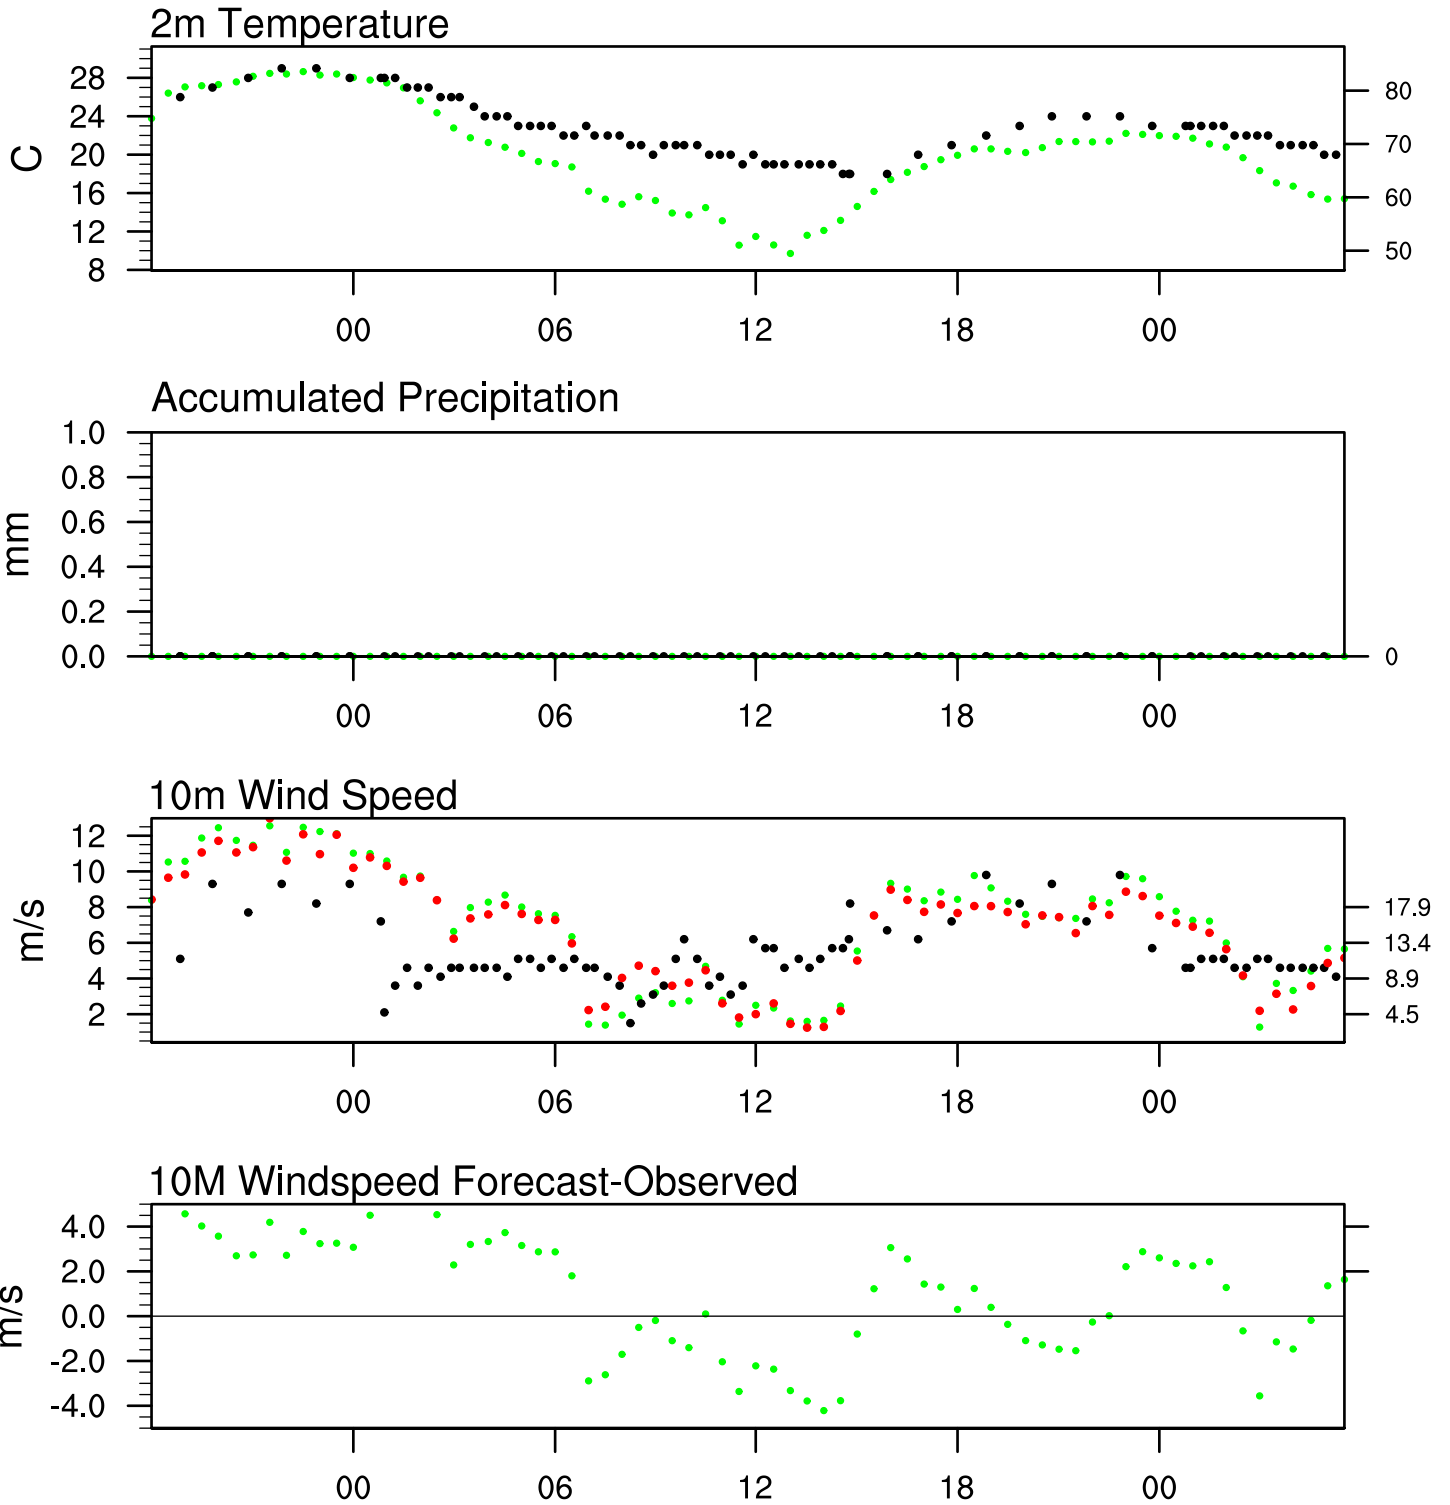 2m Temperature
28
24
20
16
12
8
C
80
70
60
50
00 06 12 18 00
Accumulated Precipitation
1.0
0.8
0.6
0.4
0.2
0.0
mm
0
00 06 12 18 00
10m Wind Speed
12
10
8
6
4
2
m/s
17.9
13.4
8.9
4.5
00 06 12 18 00
10M Windspeed Forecast-Observed
4.0
2.0
0.0
-2.0
-4.0
m/s
00 06 12 18 00